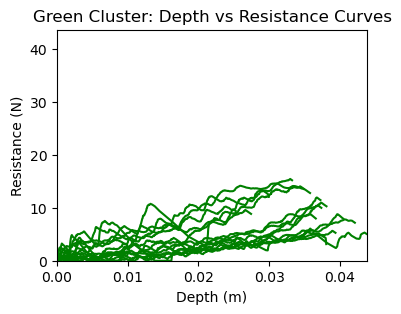 Green Cluster: Depth vs Resistance Curves
40
30
20
10
0
Resistance (N)
0.00 0.01 0.02 0.03 0.04
Depth (m)